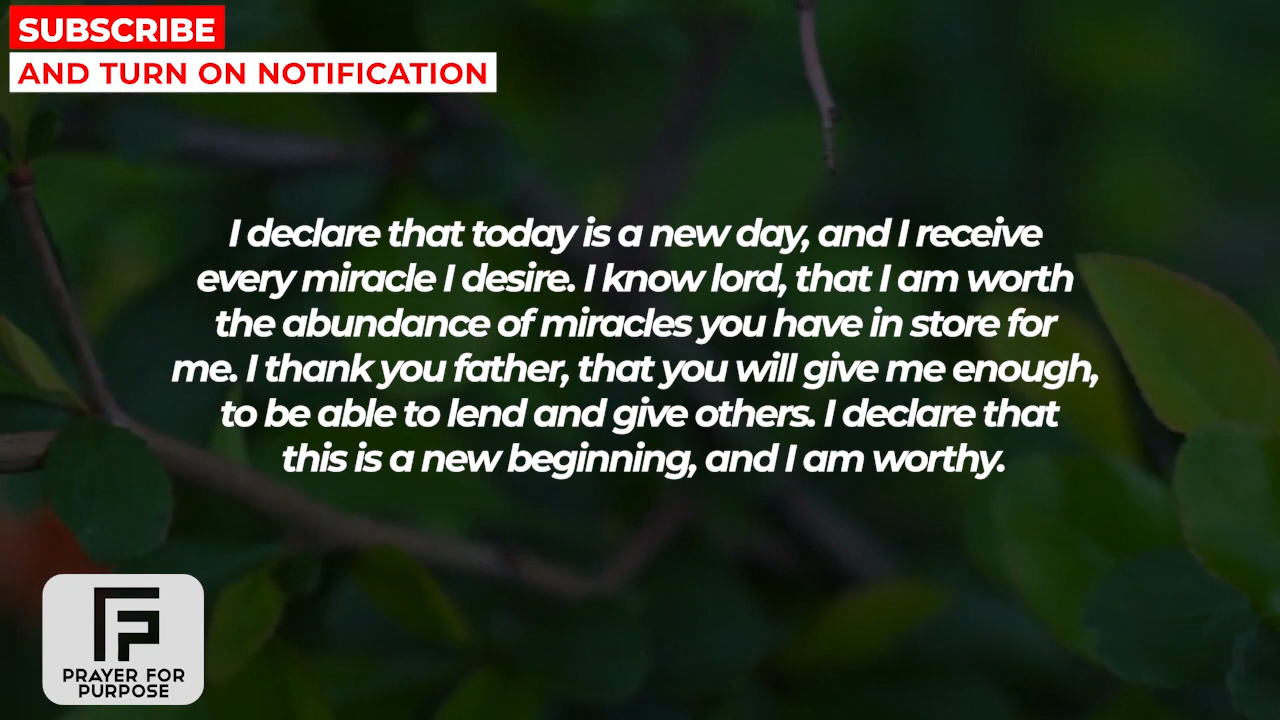 SUBSCRIBE
AND TURN ON NOTIFICATION
I declare that today is a new day, and I receive
every miracle I desire. I know lord, that I am worth
the abundance of miracles you have in store for
me. I thank you father, that you will give me enough,
to be able to lend and give others. I declare that
this is a new beginning, and I am worthy.
PRAYER FOR
PURPOSE